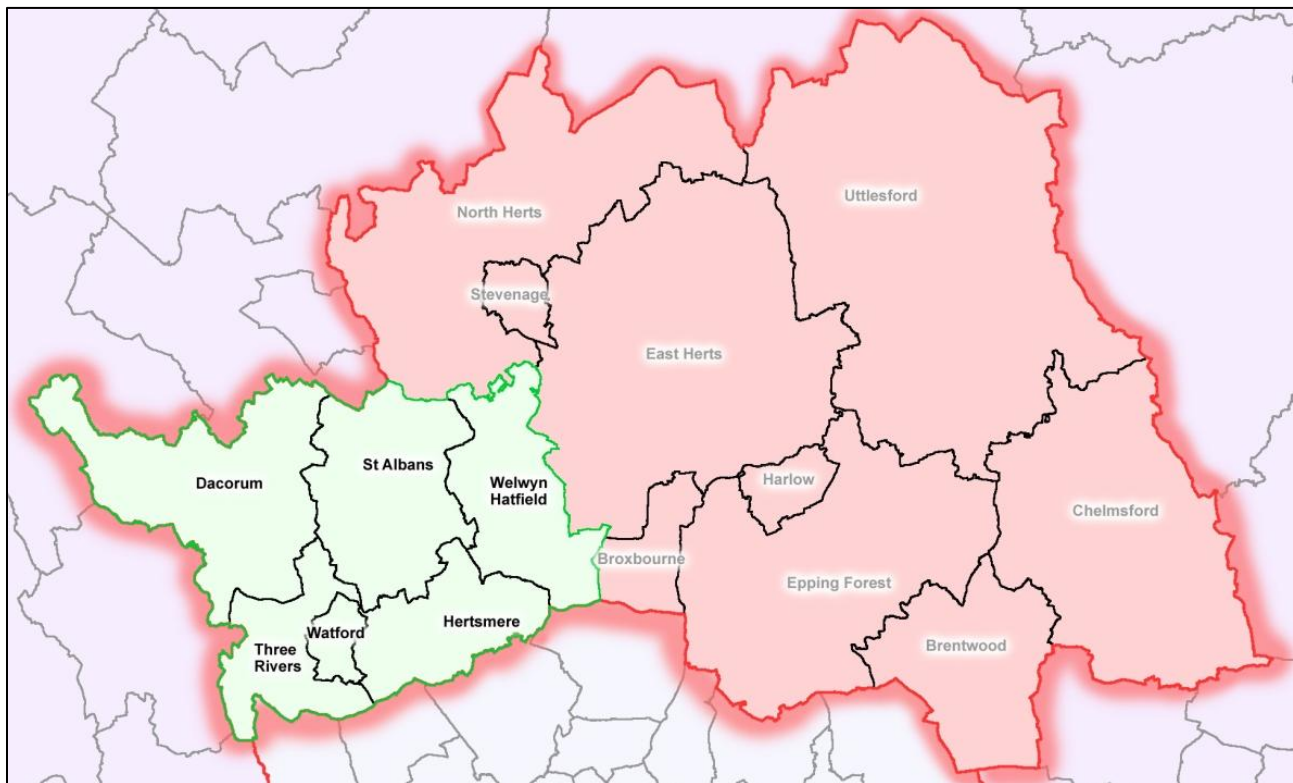 Uttlesford
North Herts
Stevenage
East Herts
St Albans
Dacorum
Welwyn
Hatfield
Harlow
Chelmsford
Broxbourne
Epping Forest
Hertsmere
Watford
Three
Rivers
Brentwood